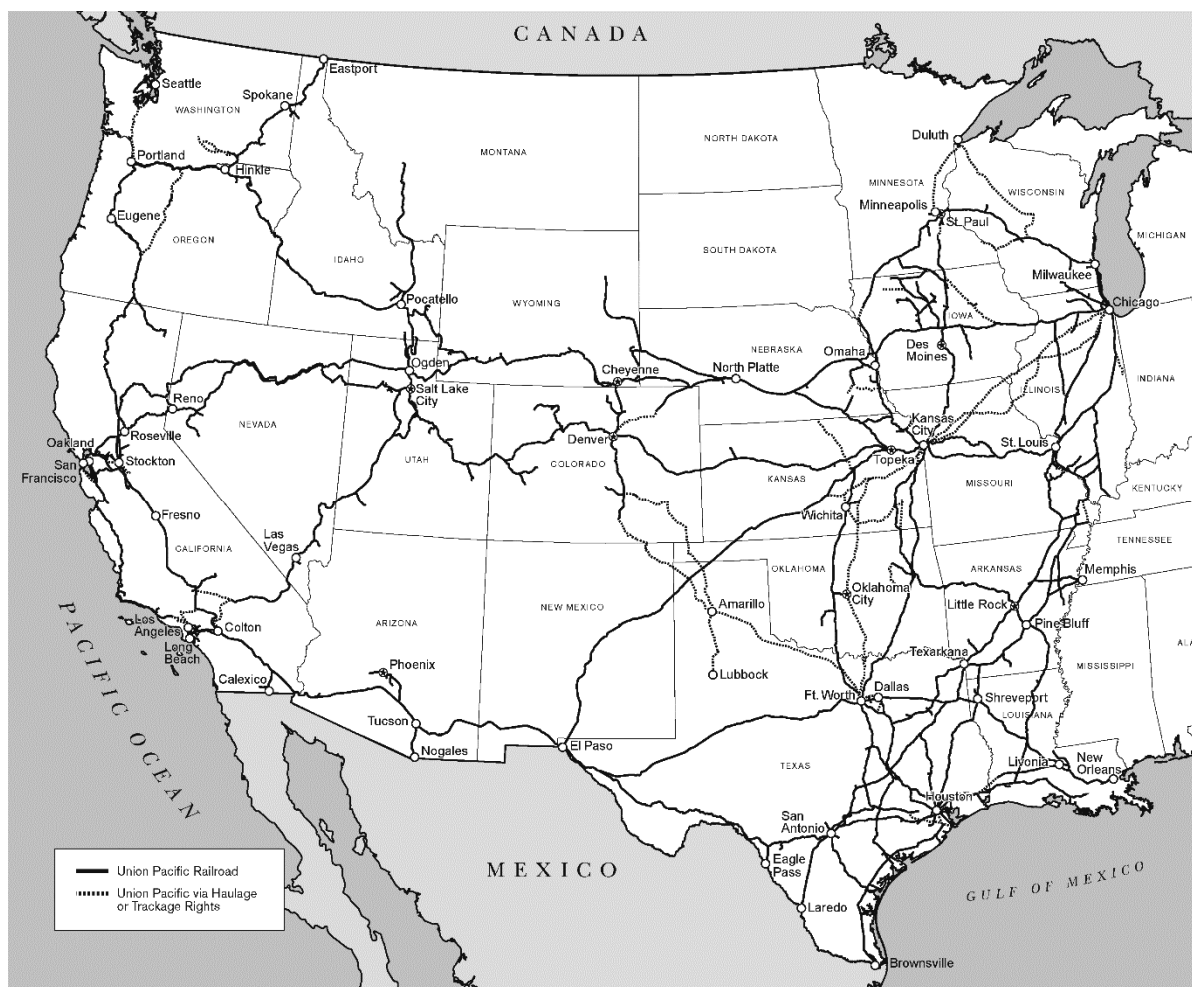 CANADA
Eastport
Seattle
Spokane
WASHINGTON
NORTH DAKOTA
Duluth
MONTANA
Portland
Hinkle
MINNESOTA
WISCONSIN
Minneapolis
St. Paul
Eugene
MICHIGAN
OREGON
SOUTH DAKOTA
IDAHO
Milwaukee
Pocatello
WYOMING
Chicago
IOWA
Ogden
NEBRASKA
Omaha
Des
Moines
Cheyenne
North Platte
Salt Lake
City
ILLINOIS
INDIANA
Reno
NEVADA
Kansas
City
Roseville
Denver
Oakland
St. Louis
San
Francisco
Stockton
UTAH
COLORADO
Topeka
KANSAS
MISSOURI
KENTUCKY
Wichita
Fresno
Las
Vegas
CALIFORNIA
TENNESSEE
OKLAHOMA
ARKANSAS
Memphis
Oklahoma
City
NEW MEXICO
Amarillo
Little Rock
ARIZONA
Los
Angeles
Colton
Pine Bluff
Long
Beach
Texarkana
Phoenix
Lubbock
MISSISSIPPI
ALA
Calexico
Ft. Worth
Dallas
Shreveport
LOUISIANA
Tucson
Nogales
El Paso
TEXAS
Livonia
New
Orleans
Houston
San
Antonio
PACIFIC OCEAN
MEXICO
Eagle
Pass
GULF OF MEXICO
Laredo
Brownsville
Union Pacific Railroad
Union Pacific via Haulage
or Trackage Rights